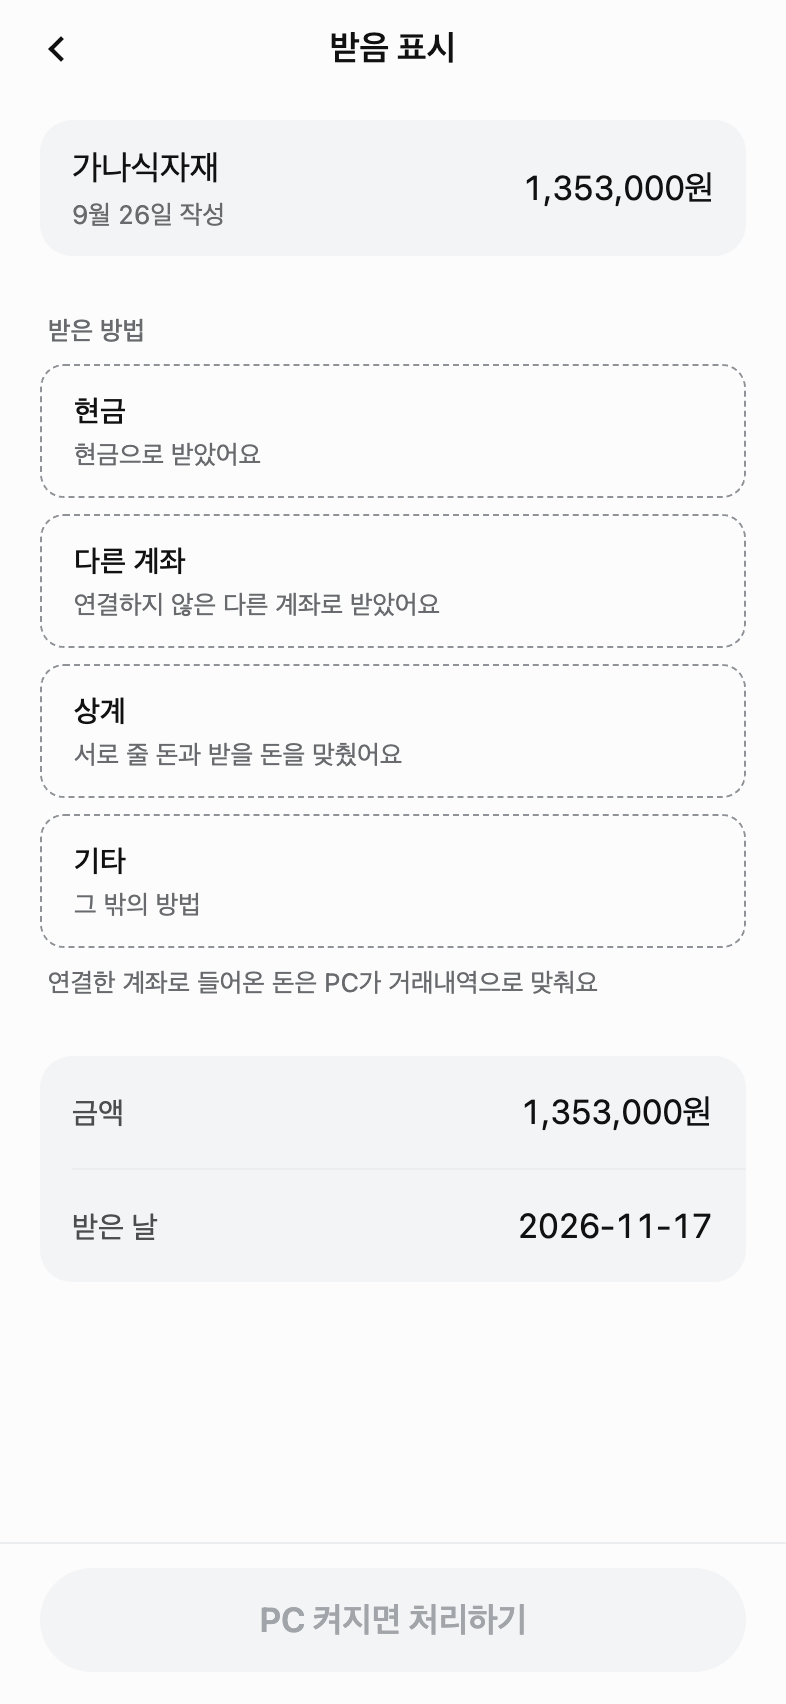 받음 표시
가나식자재
9월 26일 작성
1,353,000원
받은 방법
현금
현금으로 받았어요
다른 계좌
연결하지 않은 다른 계좌로 받았어요
상계
서로 줄 돈과 받을 돈을 맞췄어요
기타
그 밖의 방법
연결한 계좌로 들어온 돈은 PC가 거래내역으로 맞춰요
금액 1,353,000원
받은 날 2026-11-17
PC 켜지면 처리하기